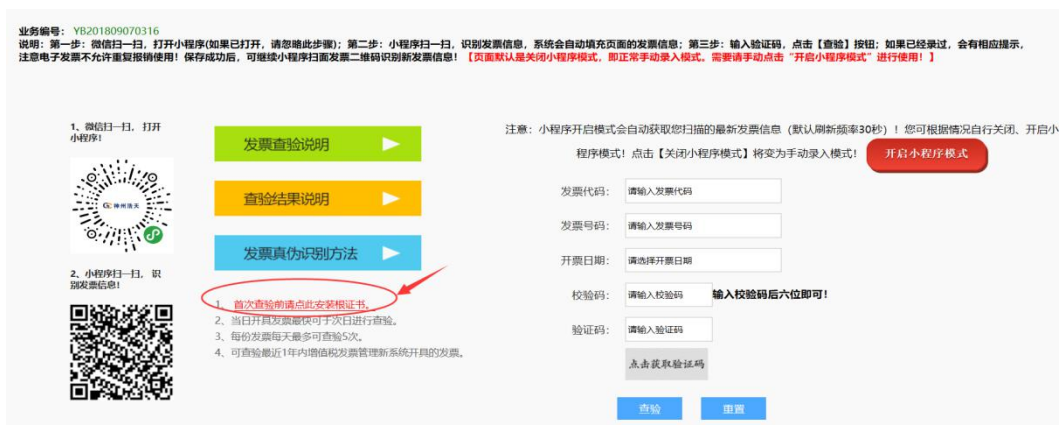 业务编号： YB201809070316
说明：第一步：微信扫一扫，打开小程序(如果已打开，请忽略此步骤)；第二步：小程序扫一扫，识别发票信息，系统会自动填充页面的发票信息；第三步：输入验证码，点击【查验】按钮；如果已经录过，会有相应提示，
注意电子发票不允许重复报销使用！保存成功后，可继续小程序扫面发票二维码识别新发票信息！【页面默认是关闭小程序模式，即正常手动录入模式。需要请手动点击“开启小程序模式”进行使用！】
1、微信扫一扫，打开
小程序！
神州浩天
2、小程序扫一扫，识
别发票信息！
发票查验说明
查验结果说明
发票真伪识别方法
1、 首次查验前请点此安装根证书。
2、当日开具发票最快可于次日进行查验。
3、每份发票每天最多可查验5次。
4、可查验最近1年内增值税发票管理新系统开具的发票。
注意：小程序开启模式会自动获取您扫描的最新发票信息（默认刷新频率30秒）！您可根据情况自行关闭、开启小
程序模式！点击【关闭小程序模式】将变为手动录入模式！ 开启小程序模式
发票代码： 请输入发票代码
发票号码： 请输入发票号码
开票日期： 请选择开票日期
校验码： 请输入校验码 输入校验码后六位即可！
验证码： 请输入验证码
点击获取验证码
查验 重置